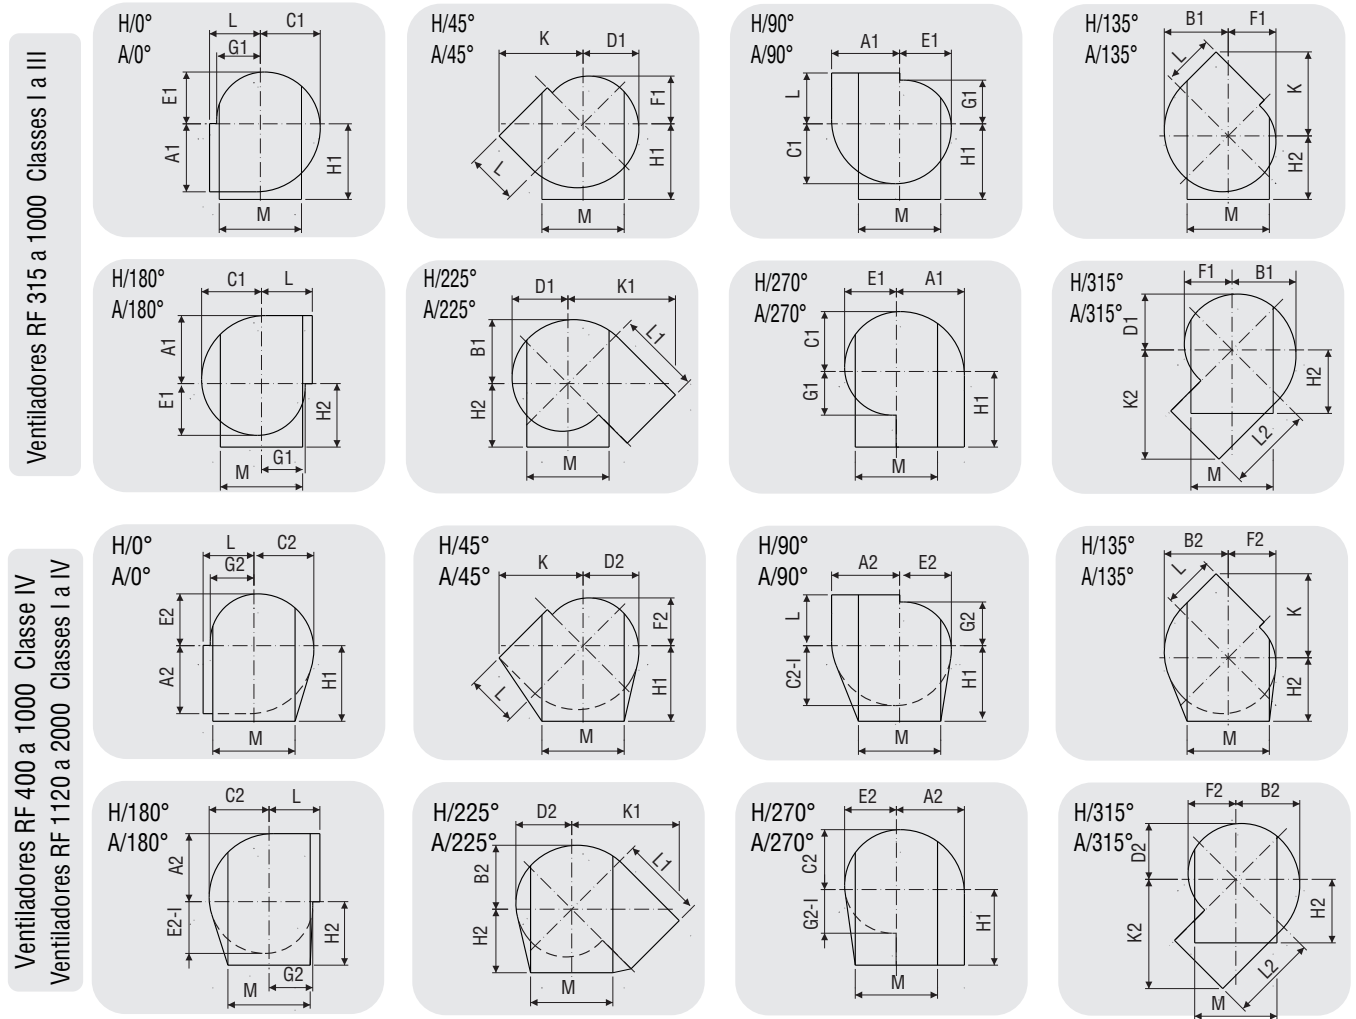 Ventiladores RF 315 a 1000 Classes I a III
H/0°
A/0°
L
C1
G1
E1
A1
H1
M
H/45°
A/45°
K
D1
F1
H1
L
M
H/90°
A/90°
A1
E1
L
G1
C1
H1
M
H/135°
A/135°
B1
F1
L
K
H2
M
H/180°
A/180°
C1
L
A1
E1
H2
G1
M
H/225°
A/225°
D1
K1
B1
L1
H2
M
H/270°
A/270°
E1
A1
C1
G1
H1
M
H/315°
A/315°
F1
B1
D1
K2
H2
L2
M
Ventiladores RF 400 a 1000 Classe IV
Ventiladores RF 1120 a 2000 Classes I a IV
H/0°
A/0°
L
C2
G2
E2
A2
H1
M
H/45°
A/45°
K
D2
F2
H1
L
M
H/90°
A/90°
A2
E2
L
G2
C2-I
H1
M
H/135°
A/135°
B2
F2
L
K
H2
M
H/180°
A/180°
C2
L
A2
E2-I
H2
G2
M
H/225°
A/225°
D2
K1
B2
L1
H2
M
H/270°
A/270°
E2
A2
C2
G2-I
H1
M
H/315°
A/315°
F2
B2
D2
K2
H2
L2
M